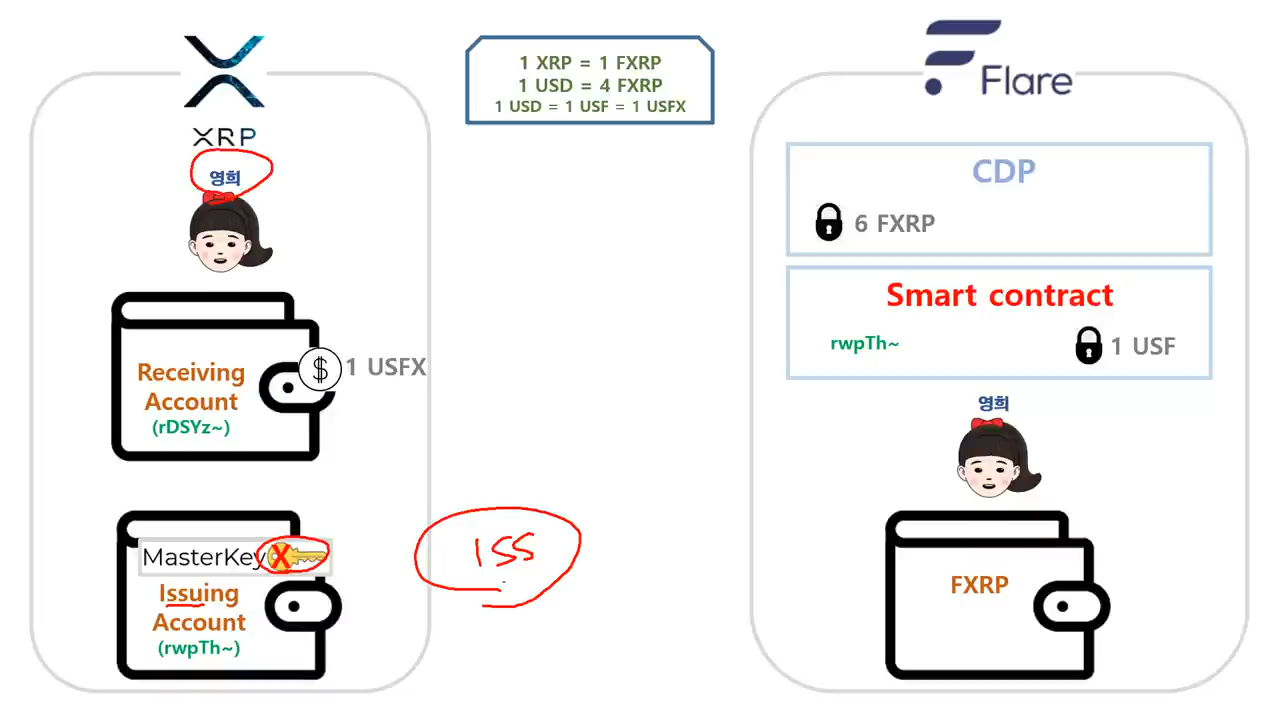 XRP
영희
Receiving
Account
(rDSYz~)
$
1 USFX
MasterKey X
Issuing
Account
(rwpTh~)
ISS
1 XRP = 1 FXRP
1 USD = 4 FXRP
1 USD = 1 USF = 1 USFX
Flare
CDP
6 FXRP
Smart contract
rwpTh~
1 USF
영희
FXRP